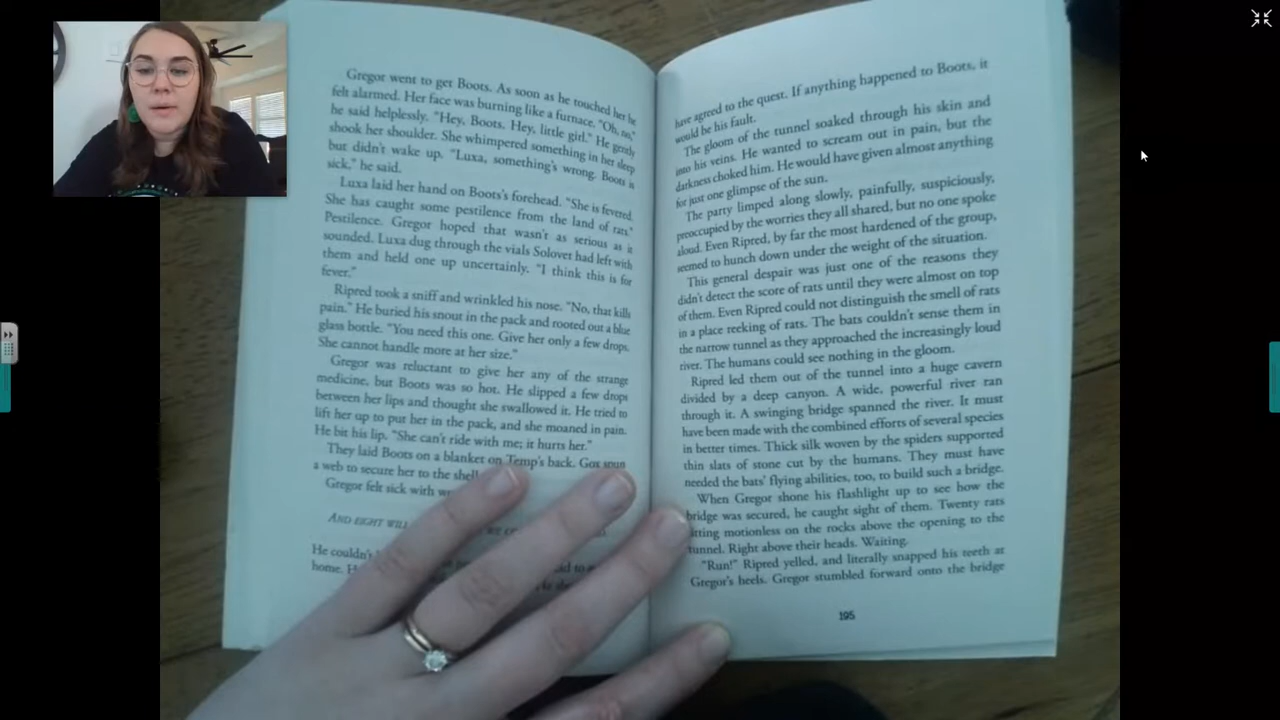 Gregor went to get Boots. As soon as he touched her he
felt alarmed. Her face was burning like a furnace. "Oh, no,"
he said helplessly. "Hey, Boots. Hey, little girl." He gently
shook her shoulder. She whimpered something in her sleep
but didn't wake up. "Luxa, something's wrong. Boots is
sick," he said.
Luxa laid her hand on Boots's forehead. "She is fevered.
She has caught some pestilence from the land of rats."
Pestilence. Gregor hoped that wasn't as serious as it
sounded. Luxa dug through the vials Solovet had left with
them and held one up uncertainly. "I think this is for
fever."
Ripred took a sniff and wrinkled his nose. "No, that kills
pain." He buried his snout in the pack and rooted out a blue
glass bottle. "You need this one. Give her only a few drops.
She cannot handle more at her size."
Gregor was reluctant to give her any of the strange
medicine, but Boots was so hot. He slipped a few drops
between her lips and thought she swallowed it. He tried to
lift her up to put her in the pack, and she moaned in pain.
He bit his lip. "She can't ride with me; it hurts her."
They laid Boots on a blanket on Temp's back. Gox spun
a web to secure her to the shell
Gregor felt sick with
AND EIGHT WILL
He couldn't
home.
have agreed to the quest. If anything happened to Boots, it
would be his fault.
The gloom of the tunnel soaked through his skin and
into his veins. He wanted to scream out in pain, but the
darkness choked him. He would have given almost anything
for just one glimpse of the sun.
The party limped along slowly, painfully, suspiciously,
preoccupied by the worries they all shared, but no one spoke
aloud. Even Ripred, by far the most hardened of the group,
seemed to hunch down under the weight of the situation.
This general despair was just one of the reasons they
didn't detect the score of rats until they were almost on top
of them. Even Ripred could not distinguish the smell of rats
in a place reeking of rats. The bats couldn't sense them in
the narrow tunnel as they approached the increasingly loud
river. The humans could see nothing in the gloom.
Ripred led them out of the tunnel into a huge cavern
divided by a deep canyon. A wide, powerful river ran
through it. A swinging bridge spanned the river. It must
have been made with the combined efforts of several species
in better times. Thick silk woven by the spiders supported
thin slats of stone cut by the humans. They must have
needed the bats' flying abilities, too, to build such a bridge.
When Gregor shone his flashlight up to see how the
bridge was secured, he caught sight of them. Twenty rats
sitting motionless on the rocks above the opening to the
tunnel. Right above their heads. Waiting.
"Run!" Ripred yelled, and literally snapped his teeth at
Gregor's heels. Gregor stumbled forward onto the bridge
195